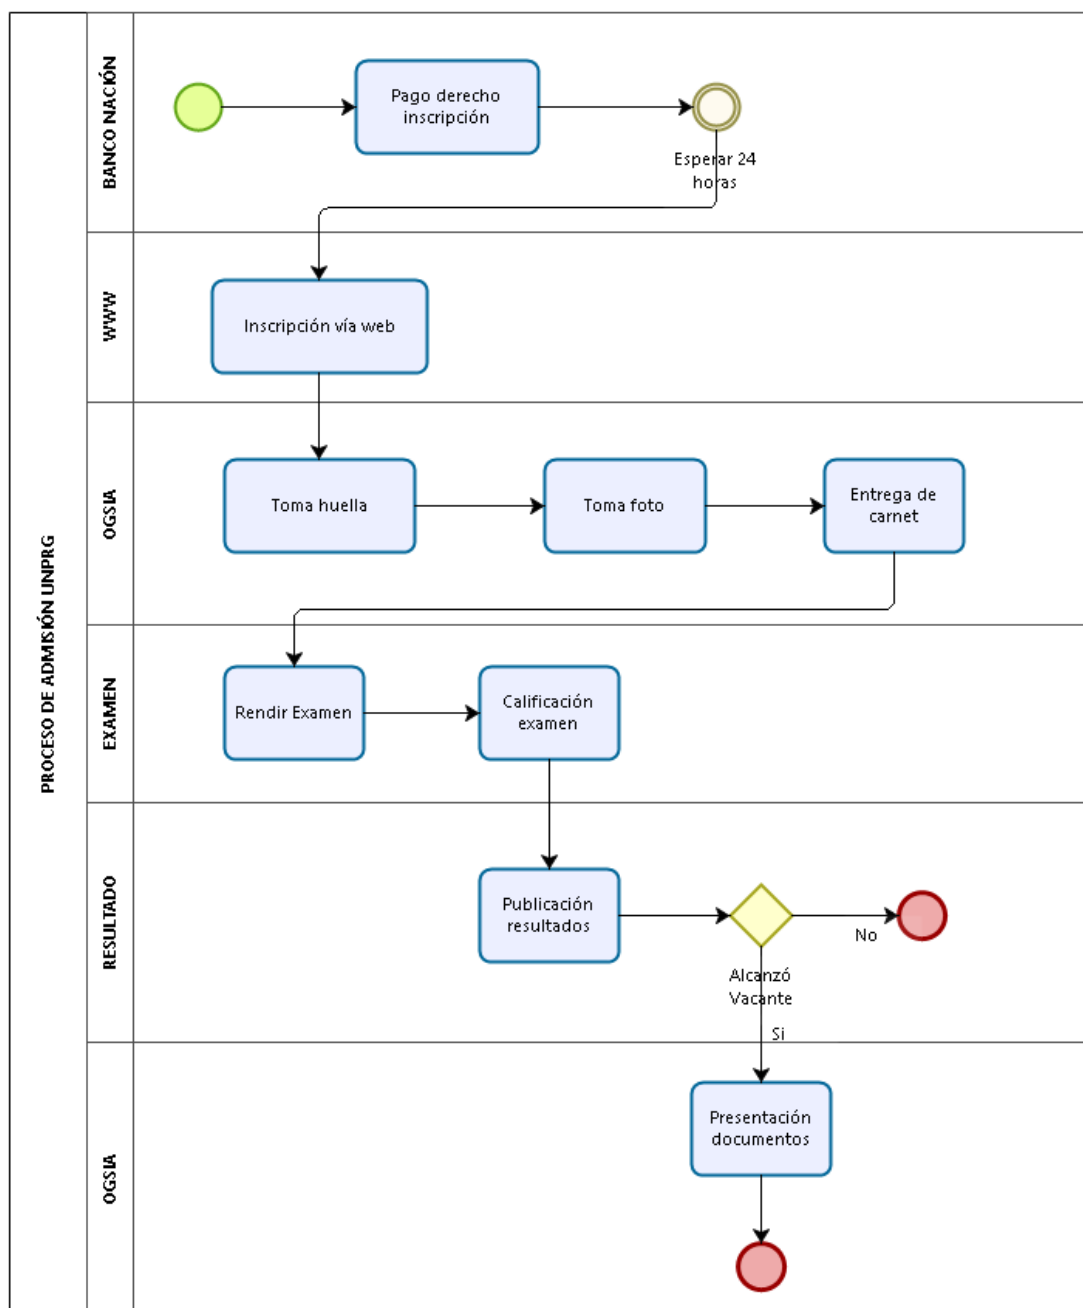 PROCESO DE ADMISIÓN UNPRG
BANCO NACIÓN
Pago derecho
inscripción
Esperar 24
horas
WWW
Inscripción vía web
OGSIA
Toma huella
Toma foto
Entrega de
carnet
EXAMEN
Rendir Examen
Calificación
examen
RESULTADO
Publicación
resultados
Alcanzó
Vacante
No
Si
OGSIA
Presentación
documentos